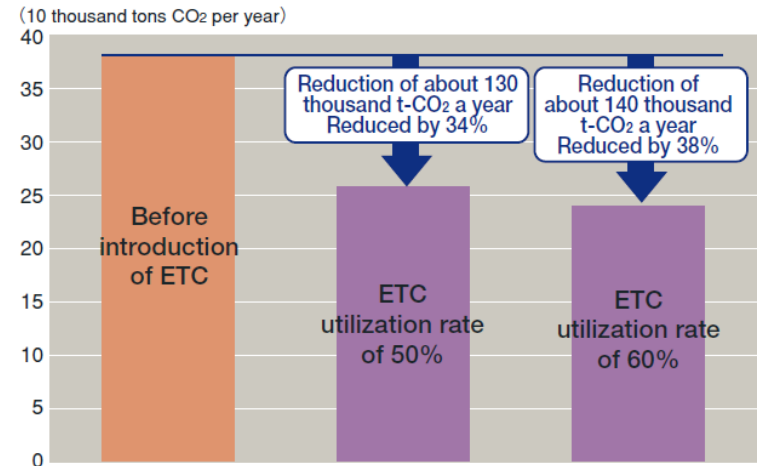 （10 thousand tons CO₂ per year）
40
35
30
25
20
15
10
5
0
Before
introduction
of ETC
Reduction of about 130
thousand t-CO₂ a year
Reduced by 34%
ETC
utilization rate
of 50%
Reduction of
about 140 thousand
t-CO₂ a year
Reduced by 38%
ETC
utilization rate
of 60%